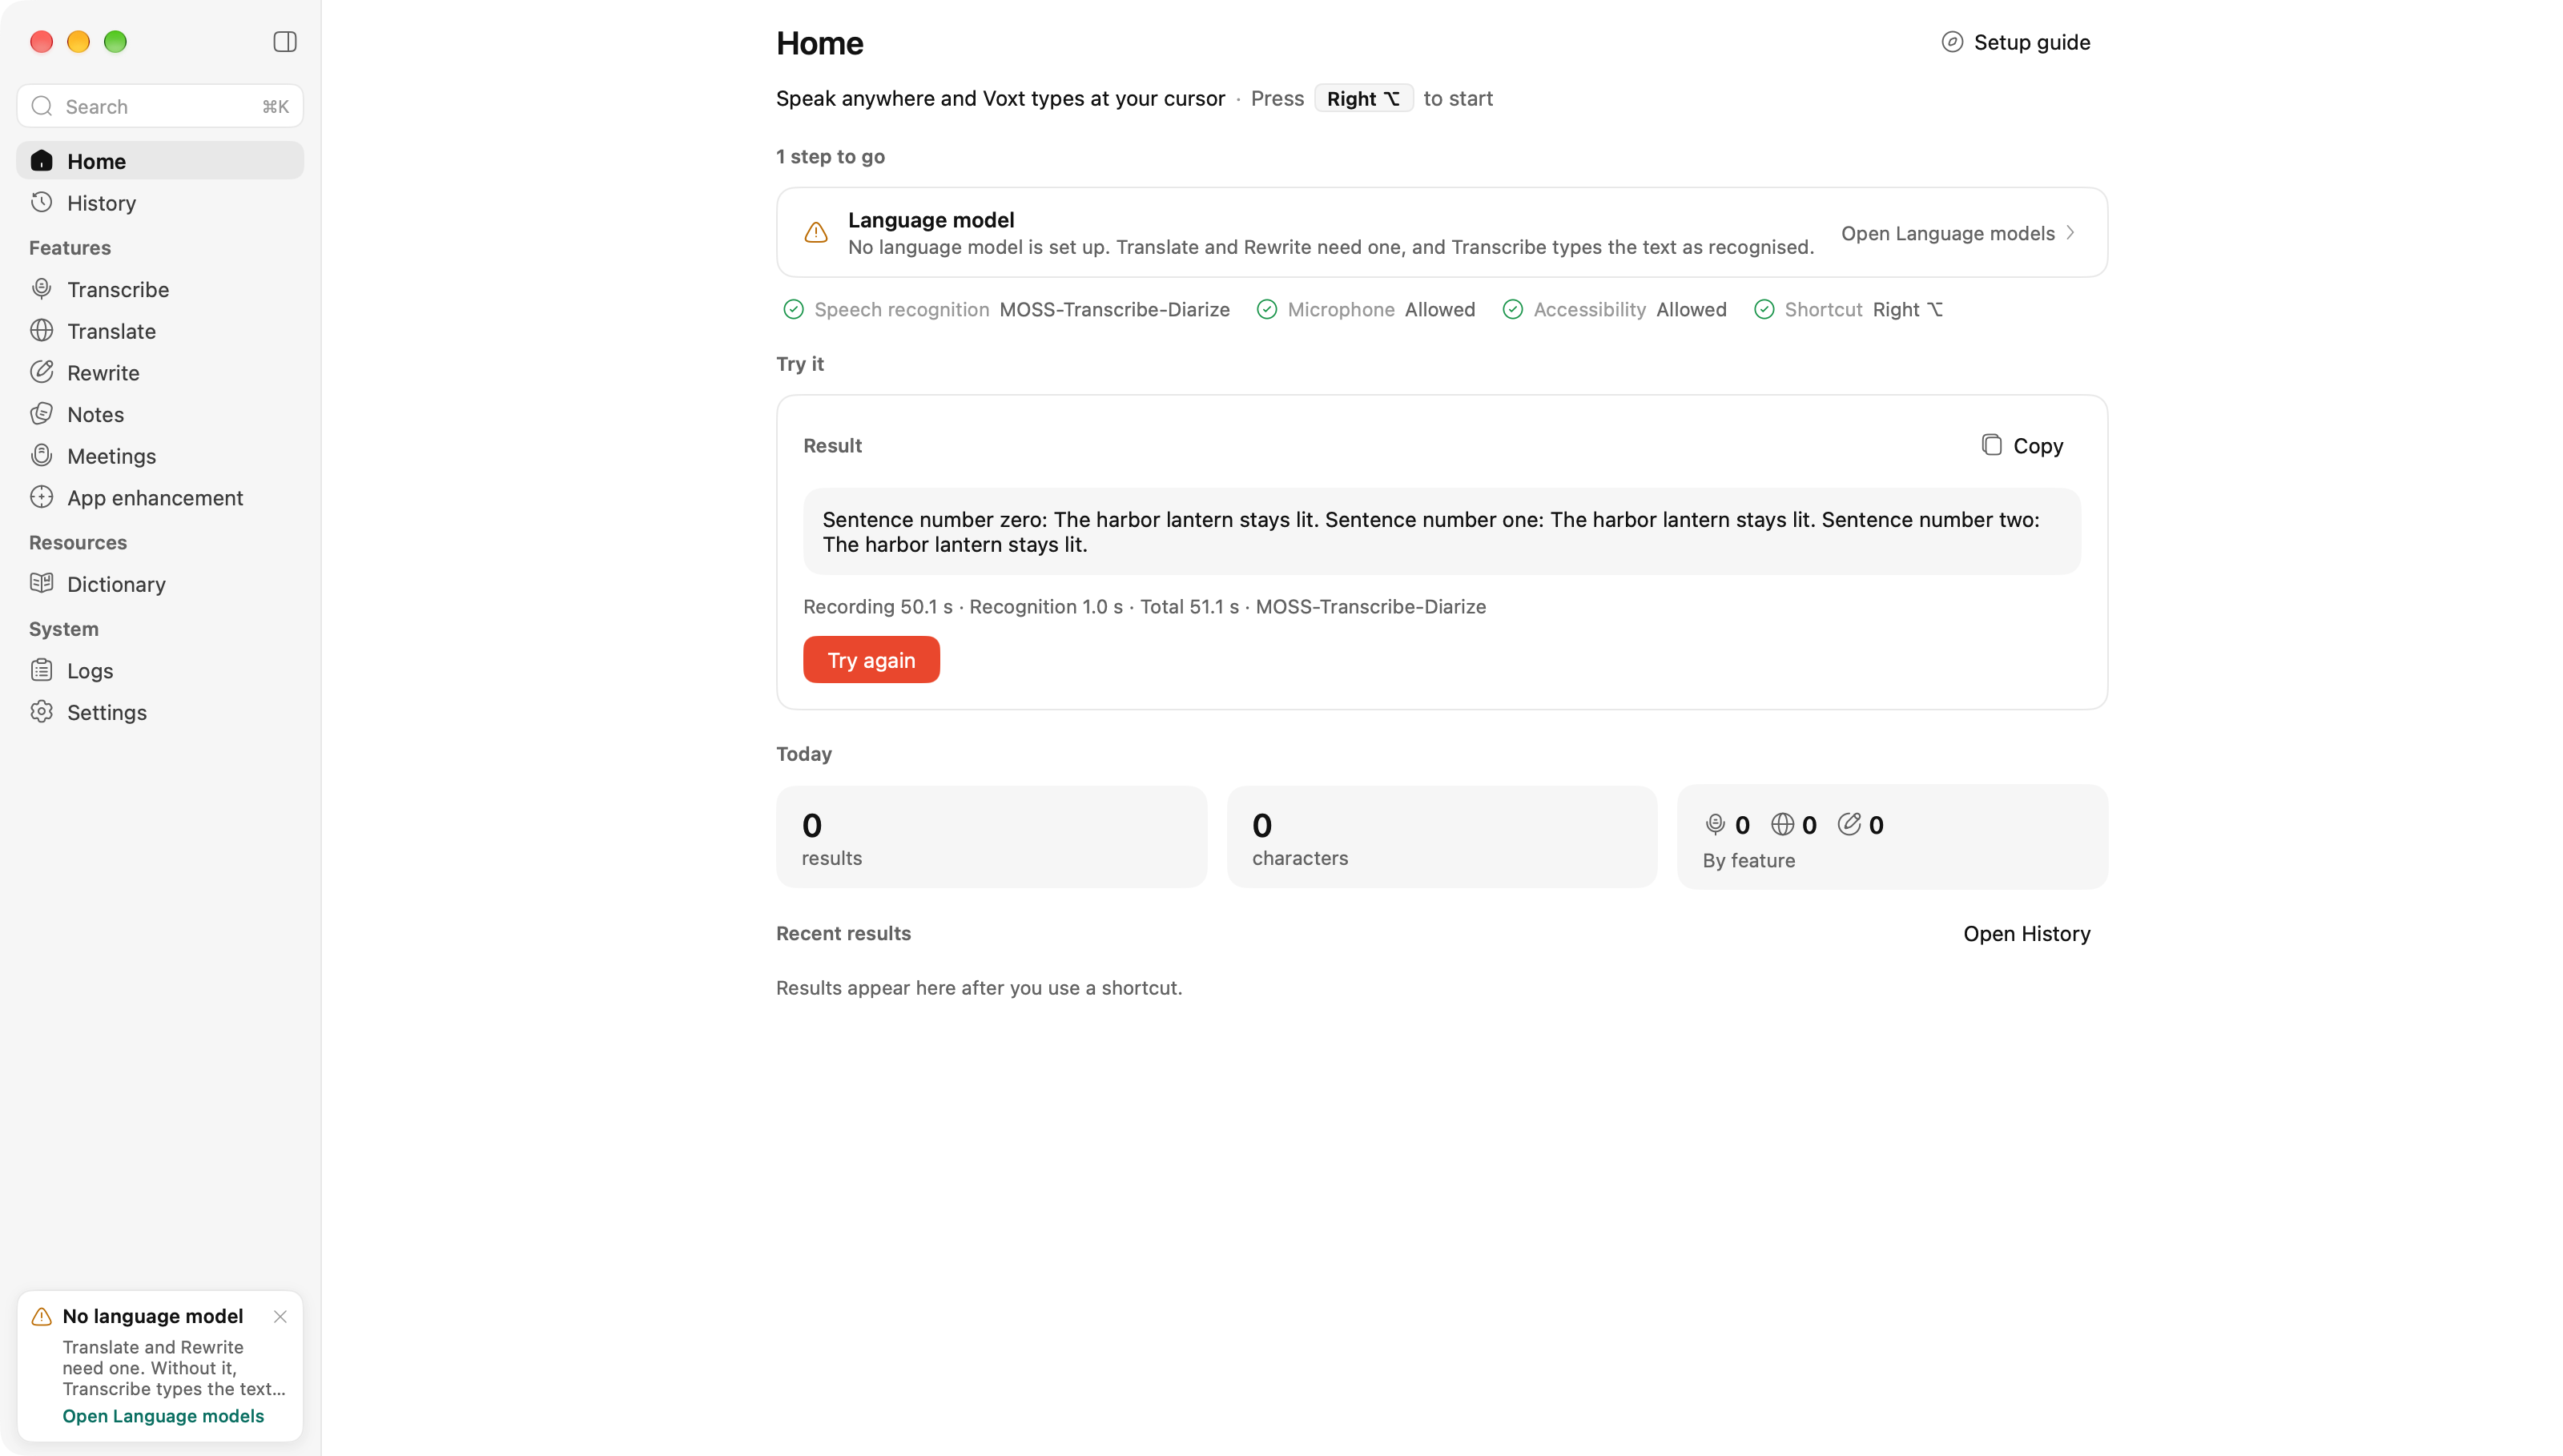 Search ⌘K
Home
History
Features
Transcribe
Translate
Rewrite
Notes
Meetings
App enhancement
Resources
Dictionary
System
Logs
Settings
No language model
Translate and Rewrite
need one. Without it,
Transcribe types the text...
Open Language models
Home
Setup guide
Speak anywhere and Voxt types at your cursor · Press Right ⌥ to start
1 step to go
Language model
No language model is set up. Translate and Rewrite need one, and Transcribe types the text as recognised.
Open Language models
Speech recognition MOSS-Transcribe-Diarize Microphone Allowed Accessibility Allowed Shortcut Right ⌥
Try it
Result
Copy
Sentence number zero: The harbor lantern stays lit. Sentence number one: The harbor lantern stays lit. Sentence number two:
The harbor lantern stays lit.
Recording 50.1 s · Recognition 1.0 s · Total 51.1 s · MOSS-Transcribe-Diarize
Try again
Today
0
results
0
characters
0 0 0
By feature
Recent results
Open History
Results appear here after you use a shortcut.